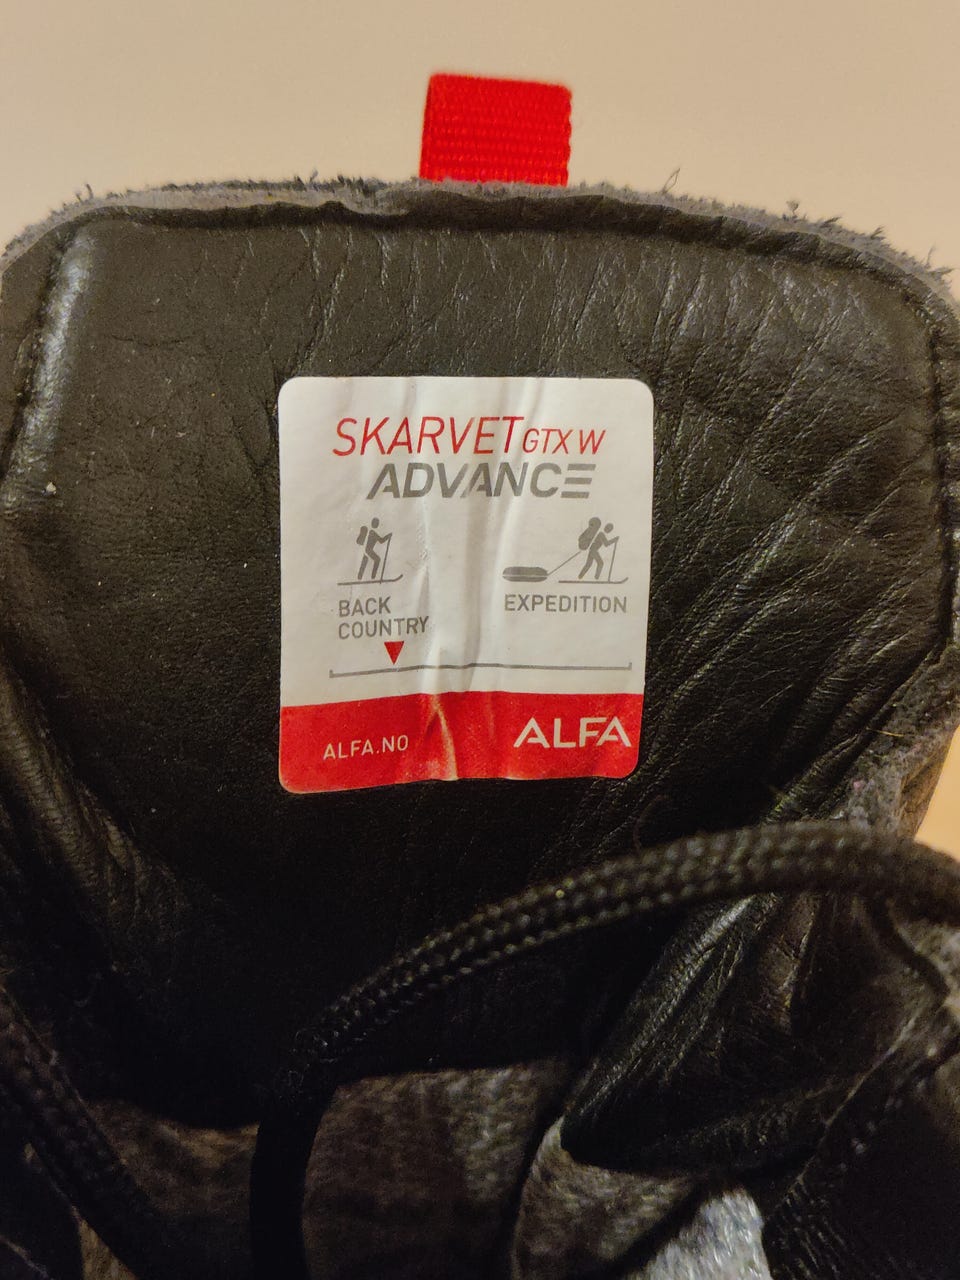 SKARVET GTX W
ADVANCE
BACK
COUNTRY
EXPEDITION
ALFA.NO
ALFA